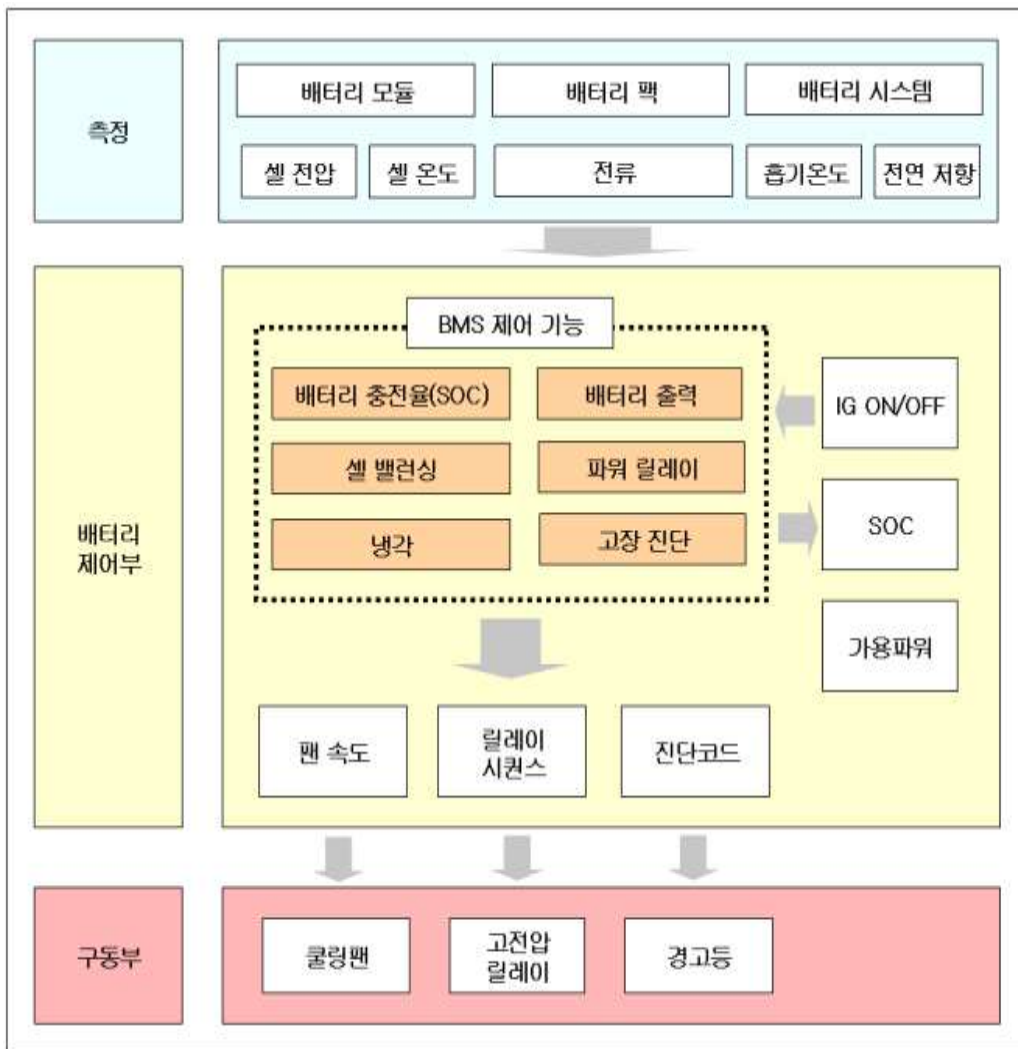 측정
배터리 모듈
배터리 팩
배터리 시스템
셀 전압
셀 온도
전류
흡기온도
전연 저항
배터리
제어부
BMS 제어 기능
배터리 충전율(SOC)
배터리 출력
셀 밸런싱
파워 릴레이
냉각
고장 진단
IG ON/OFF
SOC
가용파워
팬 속도
릴레이
시퀀스
진단코드
구동부
쿨링팬
고전압
릴레이
경고등